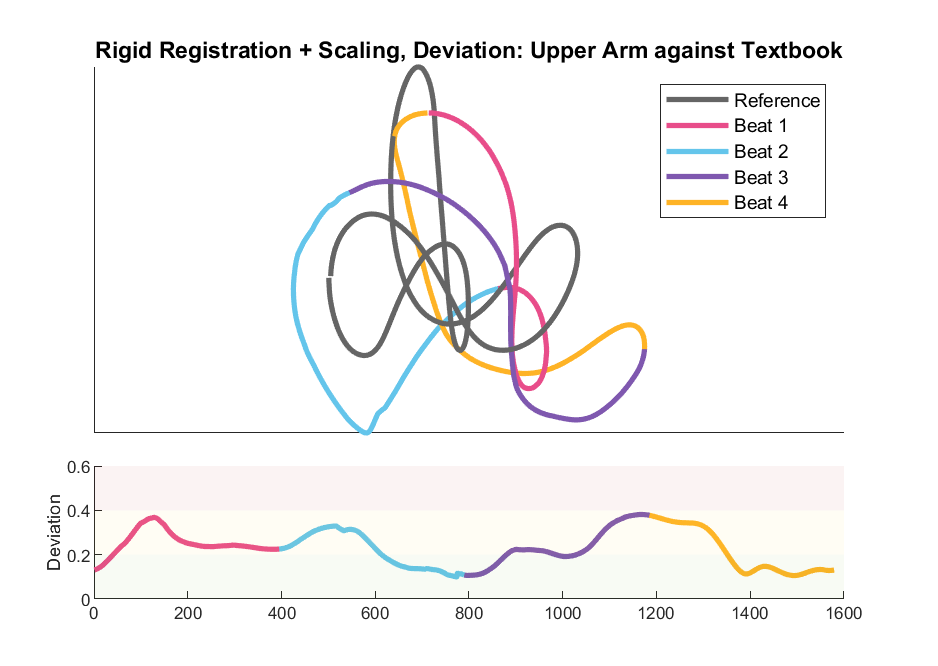 Rigid Registration + Scaling, Deviation: Upper Arm against Textbook
Reference
Beat 1
Beat 2
Beat 3
Beat 4
Deviation
0.6
0.4
0.2
0
0 200 400 600 800 1000 1200 1400 1600